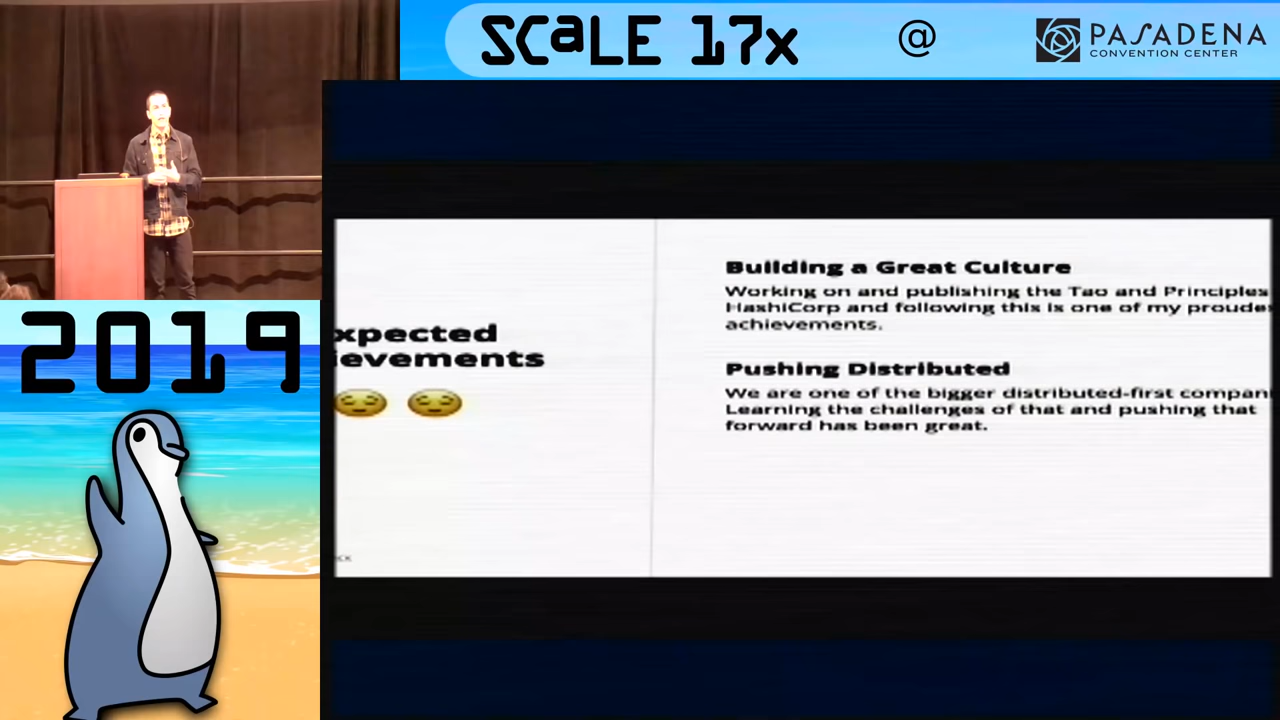 SCaLE 17x
@
PASADENA
CONVENTION CENTER
2019
xpected
ievements
Building a Great Culture
Working on and publishing the Tao and Principles
HashiCorp and following this is one of my proudes
achievements.
Pushing Distributed
We are one of the bigger distributed-first compan
Learning the challenges of that and pushing that
forward has been great.